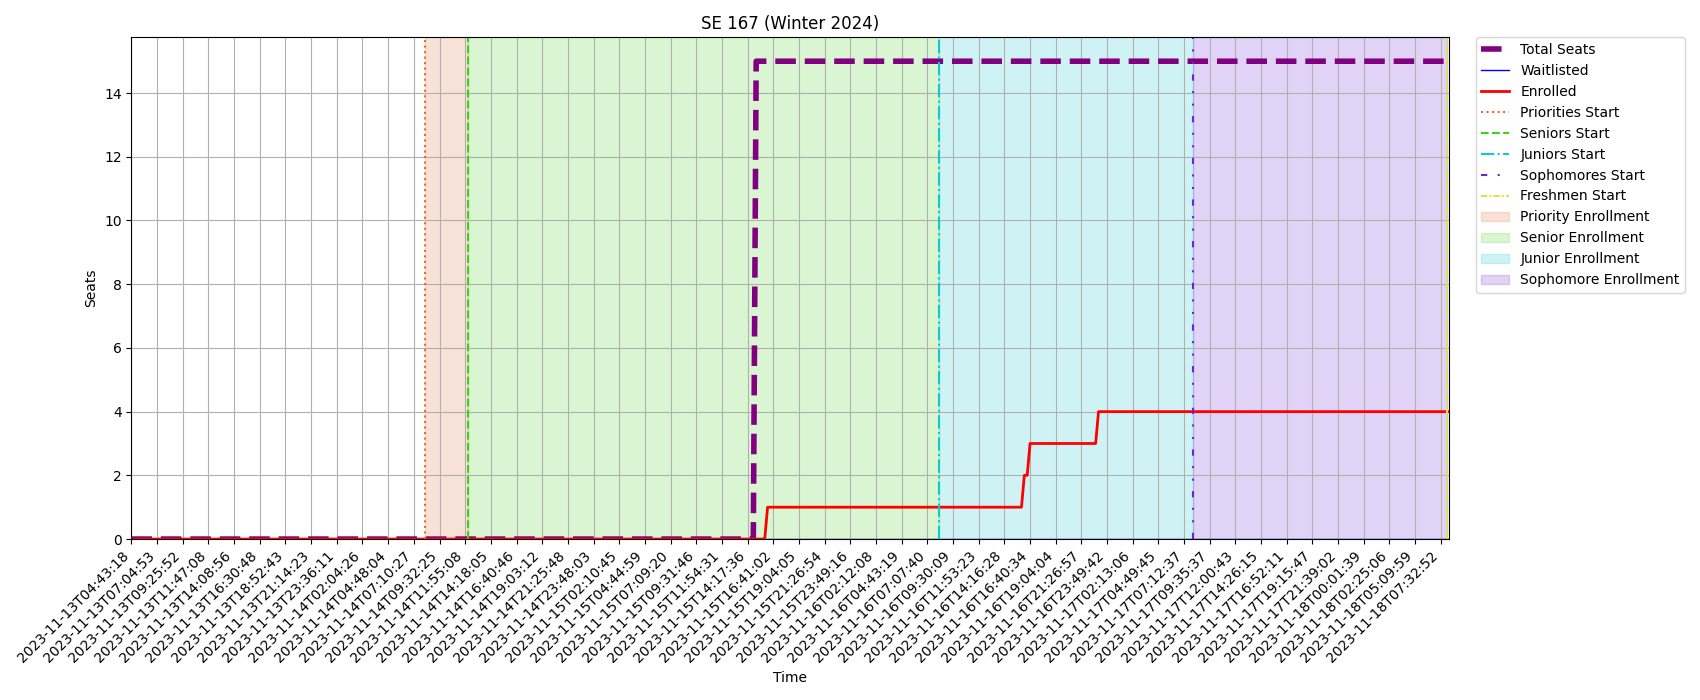 SE 167 (Winter 2024)
14
12
10
8
6
4
2
0
Seats
2023-11-13T04:43:18
2023-11-13T07:04:53
2023-11-13T09:25:52
2023-11-13T11:47:08
2023-11-13T14:08:56
2023-11-13T16:30:48
2023-11-13T18:52:43
2023-11-13T21:14:23
2023-11-13T23:36:11
2023-11-14T02:04:26
2023-11-14T04:48:04
2023-11-14T07:10:27
2023-11-14T09:32:25
2023-11-14T11:55:08
2023-11-14T14:18:05
2023-11-14T16:40:46
2023-11-14T19:03:12
2023-11-14T21:25:48
2023-11-14T23:48:03
2023-11-15T02:10:45
2023-11-15T04:44:59
2023-11-15T07:09:20
2023-11-15T09:31:46
2023-11-15T11:54:31
2023-11-15T14:17:36
2023-11-15T16:41:02
2023-11-15T19:04:05
2023-11-15T21:26:54
2023-11-15T23:49:16
2023-11-16T02:12:08
2023-11-16T04:43:19
2023-11-16T07:07:40
2023-11-16T09:30:09
2023-11-16T11:53:23
2023-11-16T14:16:28
2023-11-16T16:40:34
2023-11-16T19:04:04
2023-11-16T21:26:57
2023-11-16T23:49:42
2023-11-17T02:13:06
2023-11-17T04:49:45
2023-11-17T07:12:37
2023-11-17T09:35:37
2023-11-17T12:00:43
2023-11-17T14:26:15
2023-11-17T16:52:11
2023-11-17T19:15:47
2023-11-17T21:39:02
2023-11-18T00:01:39
2023-11-18T02:25:06
2023-11-18T05:09:59
2023-11-18T07:32:52
Time
Total Seats
Waitlisted
Enrolled
Priorities Start
Seniors Start
Juniors Start
Sophomores Start
Freshmen Start
Priority Enrollment
Senior Enrollment
Junior Enrollment
Sophomore Enrollment